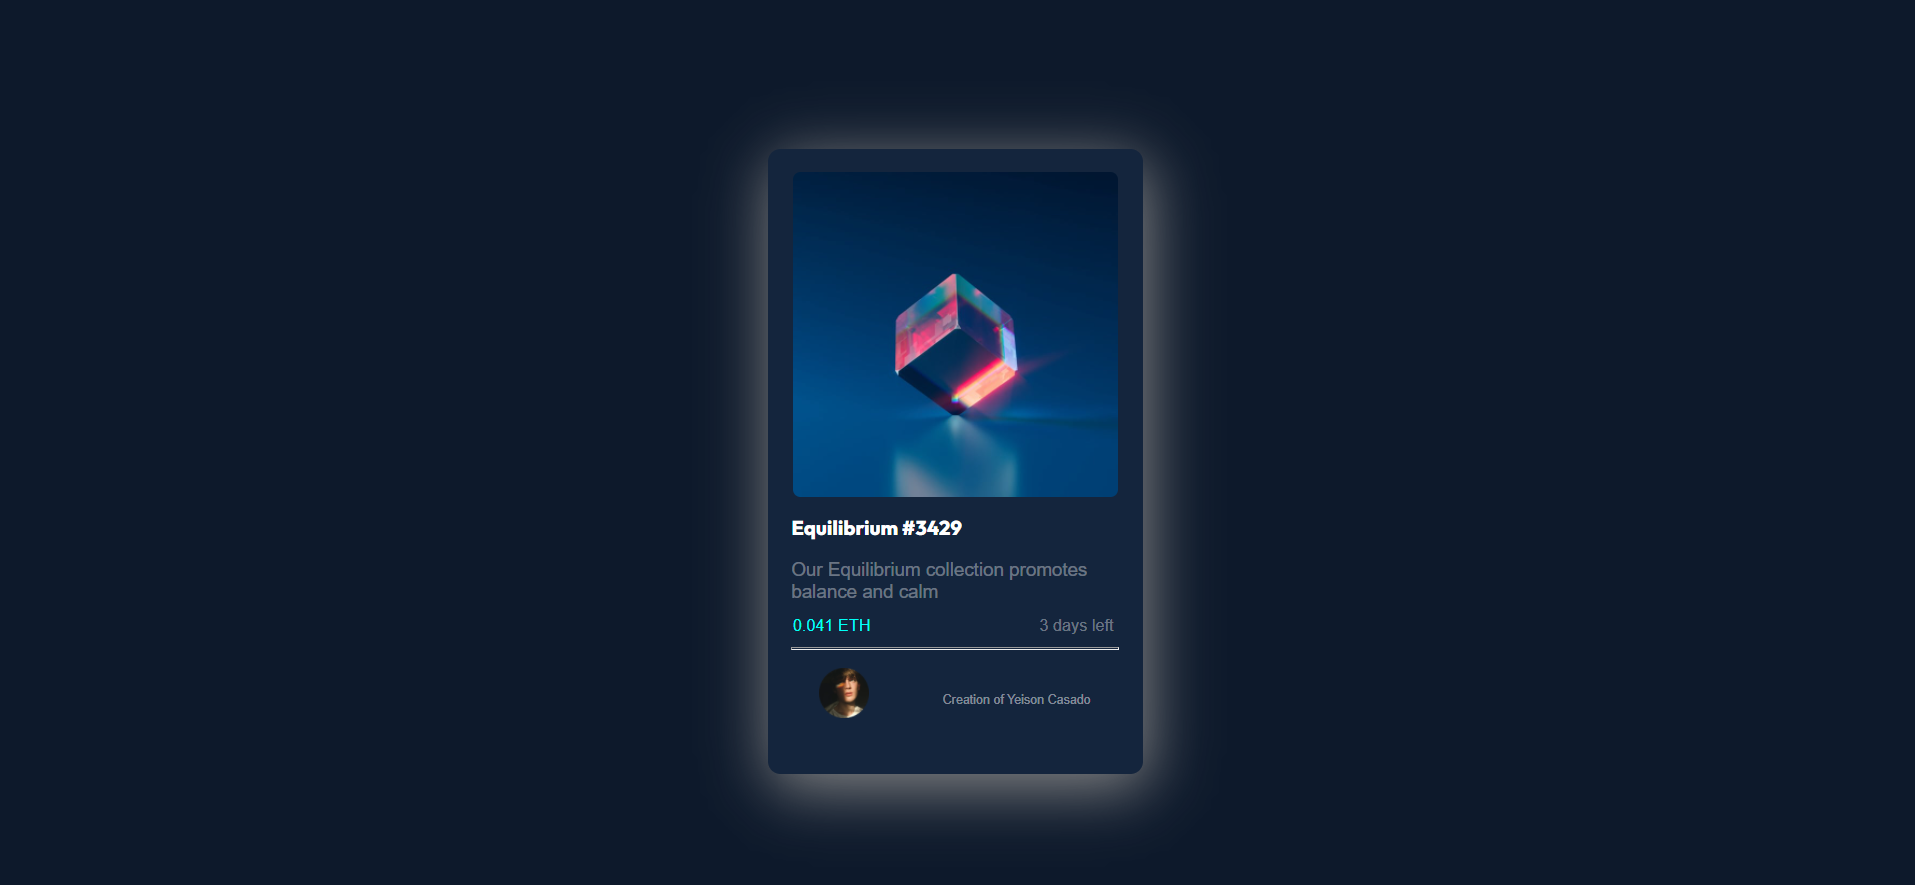 Equilibrium #3429
Our Equilibrium collection promotes
balance and calm
0.041 ETH 3 days left
Creation of Yeison Casado